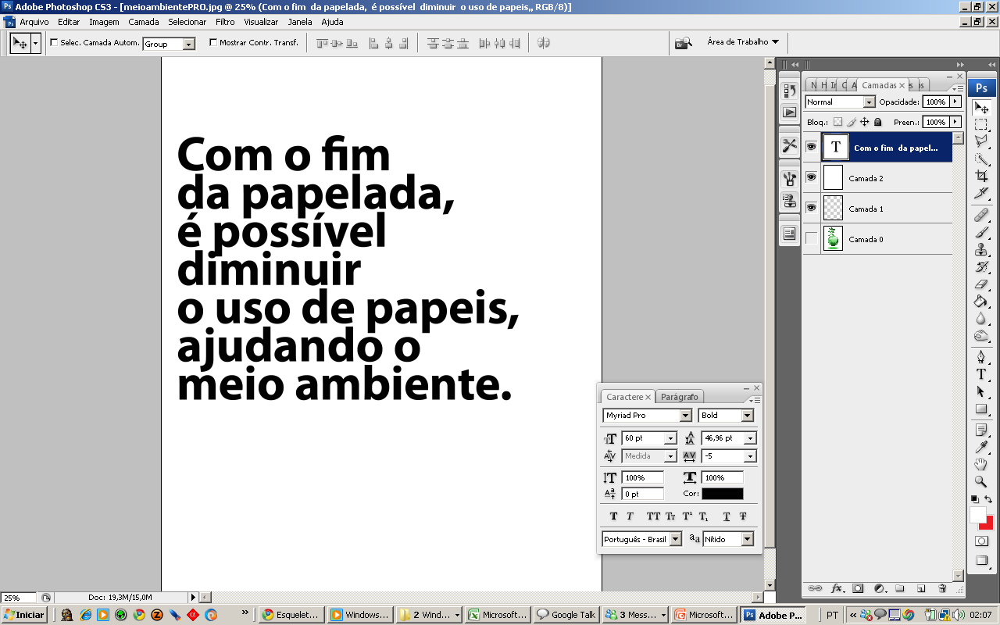 Adobe Photoshop CS3 - [meioambientePRO.jpg @ 25% (Com o fim  da papelada,  é possível  diminuir  o uso de papeis,, RGB/8)]
Arquivo Editar Imagem Camada Selecionar Filtro Visualizar Janela Ajuda
Selec. Camada Autom. Group Mostrar Contr. Transf. Br Área de Trabalho
Com o fim
da papelada,
é possível
diminuir
o uso de papeis,
ajudando o
meio ambiente.
Caractere Parágrafo
Myriad Pro Bold
60 pt 46,96 pt
Medida -5
100% 100%
0 pt Cor:
Português - Brasil aa Nítido
N H Ir C A Camadas es os
Normal Opacidade: 100%
Bloq.: Preen.: 100%
T Com o fim  da papel...
Camada 2
Camada 1
Camada 0
Ps
25% Doc: 19,3M/15,0M
Iniciar » Esquelet... Windows... 2 Wind... Microsoft... Google Talk 3 Mess... Microsoft... Adobe P... PT « 02:07